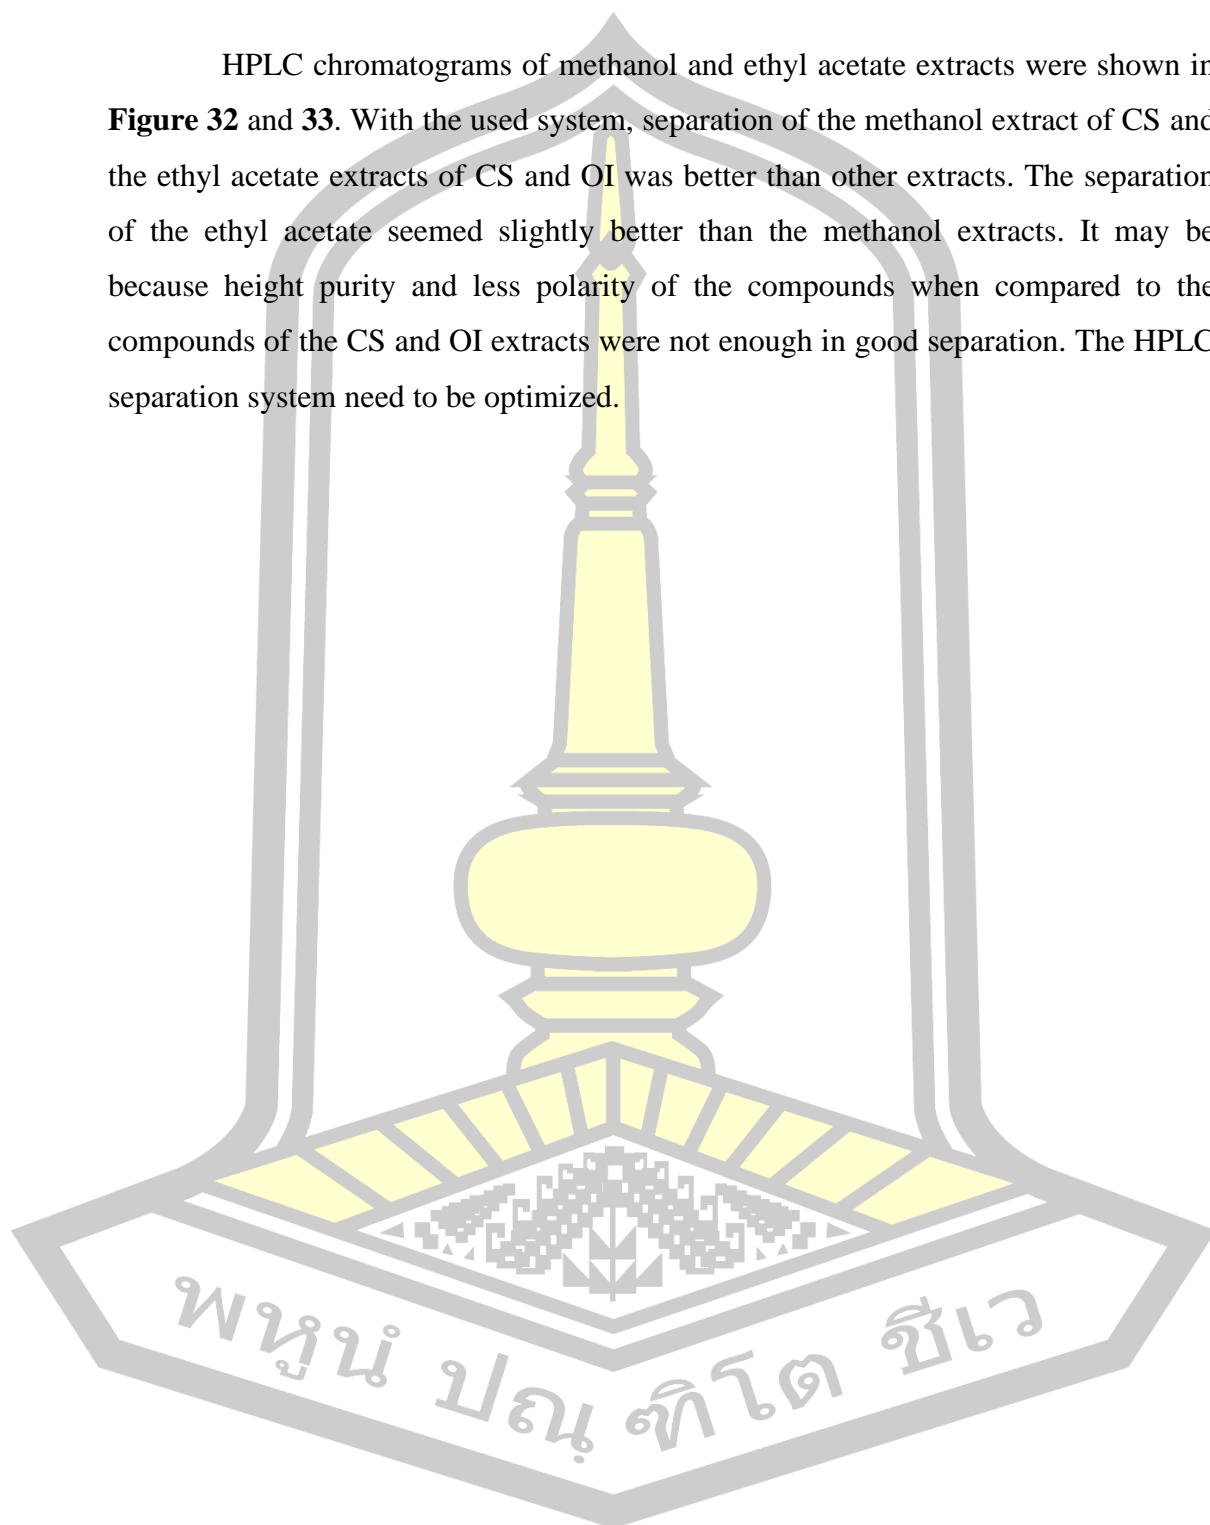 HPLC chromatograms of methanol and ethyl acetate extracts were shown in
Figure 32 and 33. With the used system, separation of the methanol extract of CS and
the ethyl acetate extracts of CS and OI was better than other extracts. The separation
of the ethyl acetate seemed slightly better than the methanol extracts. It may be
because height purity and less polarity of the compounds when compared to the
compounds of the CS and OI extracts were not enough in good separation. The HPLC
separation system need to be optimized.
พหูนํ ปณฺฑิโต ชีเว